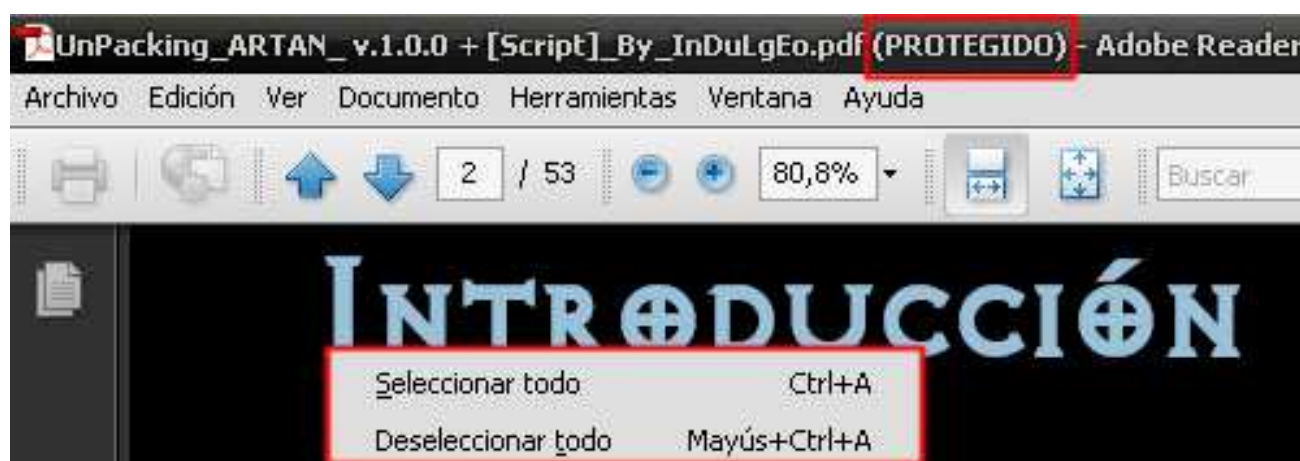 UnPacking_ARTAN_ v.1.0.0 + [Script]_By_InDuLgEo.pdf (PROTEGIDO) - Adobe Reader
Archivo Edición Ver Documento Herramientas Ventana Ayuda
2 / 53 80,8% Buscar
Introducción
Seleccionar todo Ctrl+A
Deseleccionar todo Mayús+Ctrl+A